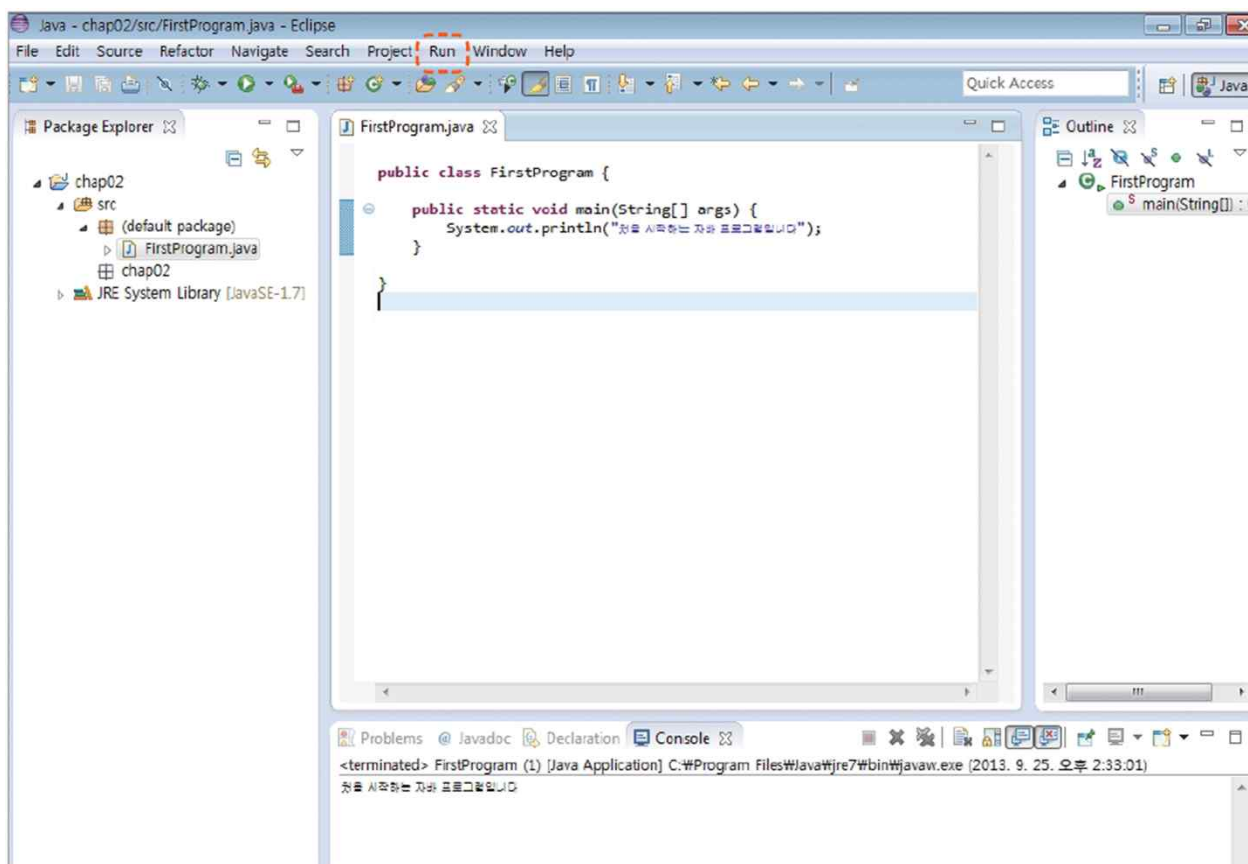 Java - chap02/src/FirstProgram.java - Eclipse
File Edit Source Refactor Navigate Search Project Run Window Help
Quick Access
Java
Package Explorer
chap02
src
(default package)
FirstProgram.java
chap02
JRE System Library [JavaSE-1.7]
FirstProgram.java
public class FirstProgram {
public static void main(String[] args) {
System.out.println("첫을 시작하는 자바 프로그램입니다");
}
}
Outline
FirstProgram
main(String[]) :
Problems @ Javadoc Declaration Console
<terminated> FirstProgram (1) [Java Application] C:₩Program Files₩Java₩jre7₩bin₩javaw.exe (2013. 9. 25. 오후 2:33:01)
시작하는 자바 프로그램입니다